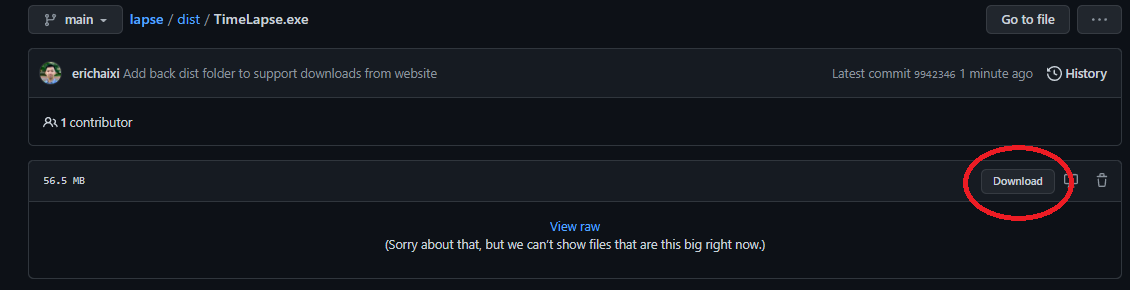 main lapse / dist / TimeLapse.exe Go to file ...
erichaixi Add back dist folder to support downloads from website Latest commit 9942346 1 minute ago History
1 contributor
56.5 MB Download
View raw
(Sorry about that, but we can't show files that are this big right now.)